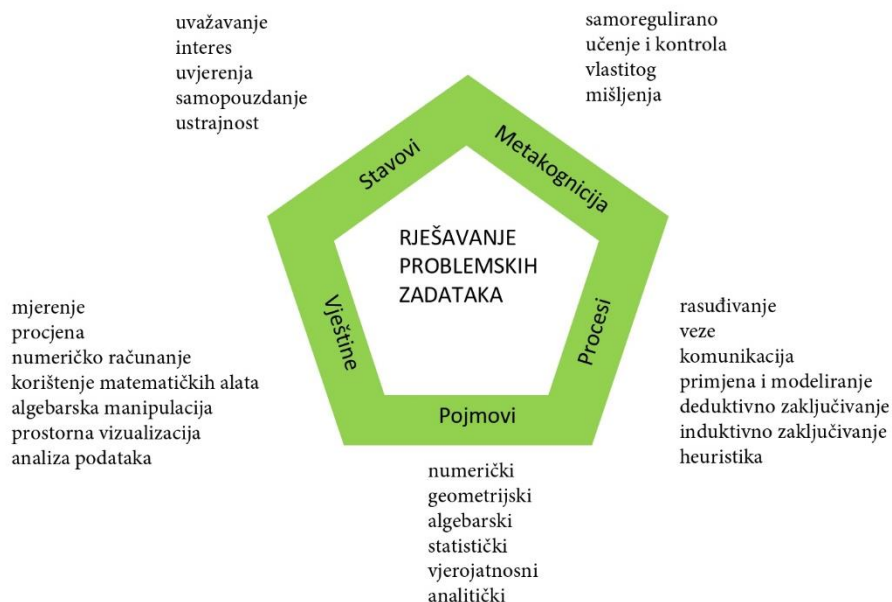 uvažavanje
interes
uvjerenja
samopouzdanje
ustrajnost
samoregulirano
učenje i kontrola
vlastitog
mišljenja
Stavovi
Metakognicija
RJEŠAVANJE
PROBLEMSKIH
ZADATAKA
Vještine
Procesi
Pojmovi
mjerenje
procjena
numeričko računanje
korištenje matematičkih alata
algebarska manipulacija
prostorna vizualizacija
analiza podataka
rasuđivanje
veze
komunikacija
primjena i modeliranje
deduktivno zaključivanje
induktivno zaključivanje
heuristika
numerički
geometrijski
algebarski
statistički
vjerojatnosni
analitički